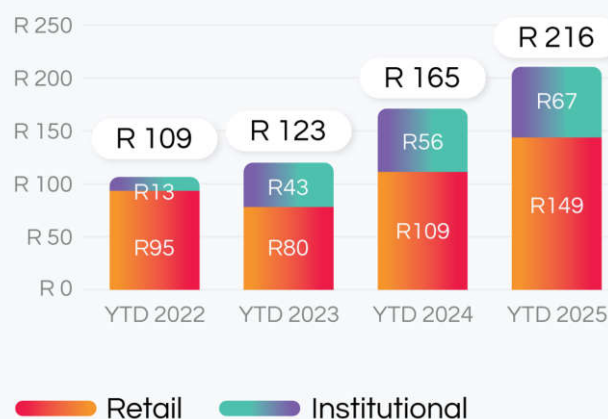 R 250
R 200
R 150
R 100
R 50
R 0
R 109
R 123
R 165
R 216
R13
R95
R43
R80
R56
R109
R67
R149
YTD 2022
YTD 2023
YTD 2024
YTD 2025
Retail
Institutional